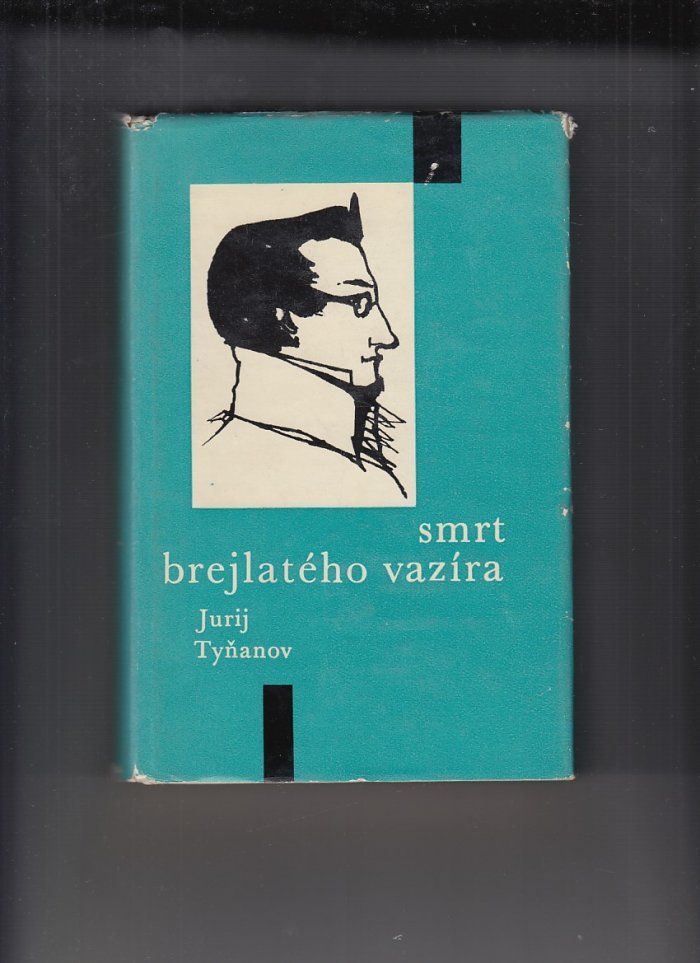 smrt
brejlatého vazíra
Jurij
Tyňanov